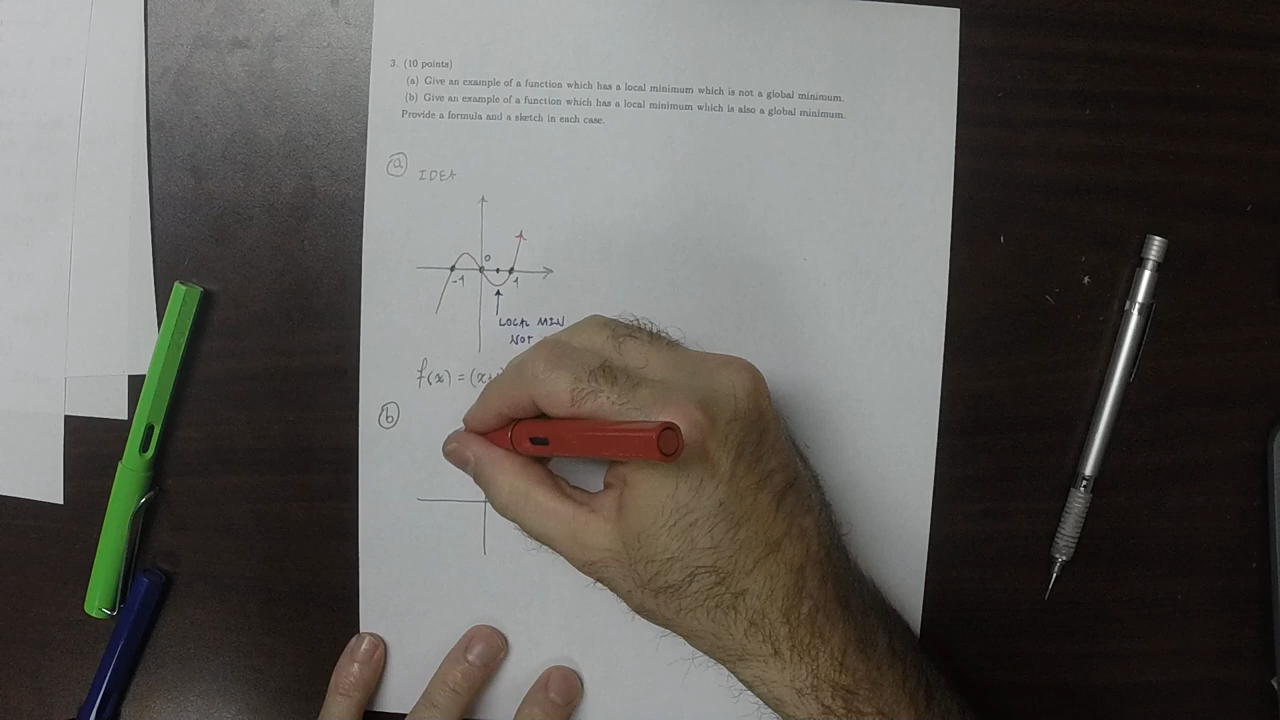 3. (10 points)
(a) Give an example of a function which has a local minimum which is not a global minimum.
(b) Give an example of a function which has a local minimum which is also a global minimum.
Provide a formula and a sketch in each case.
a IDEA
0
-1 1
LOCAL MIN
NOT
f(x) = (x+
b